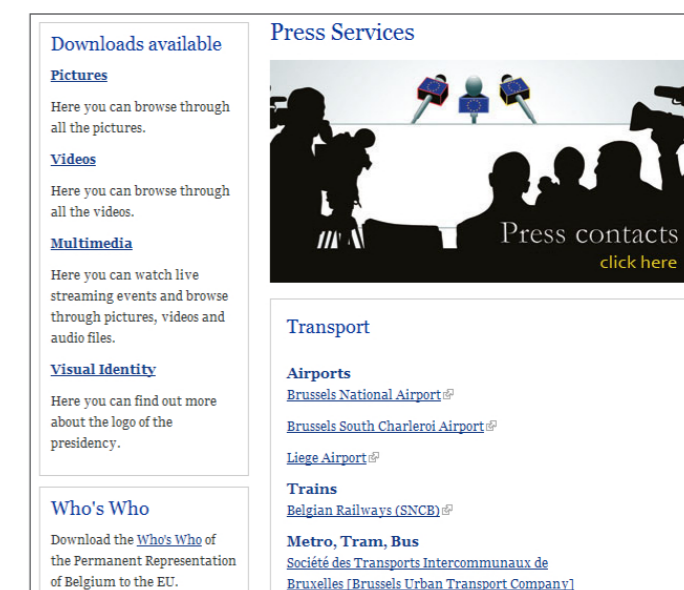 Downloads available
Pictures
Here you can browse through
all the pictures.
Videos
Here you can browse through
all the videos.
Multimedia
Here you can watch live
streaming events and browse
through pictures, videos and
audio files.
Visual Identity
Here you can find out more
about the logo of the
presidency.
Who's Who
Download the Who's Who of
the Permanent Representation
of Belgium to the EU.
Press Services
Press contacts
click here
Transport
Airports
Brussels National Airport
Brussels South Charleroi Airport
Liege Airport
Trains
Belgian Railways (SNCB)
Metro, Tram, Bus
Société des Transports Intercommunaux de
Bruxelles [Brussels Urban Transport Company]